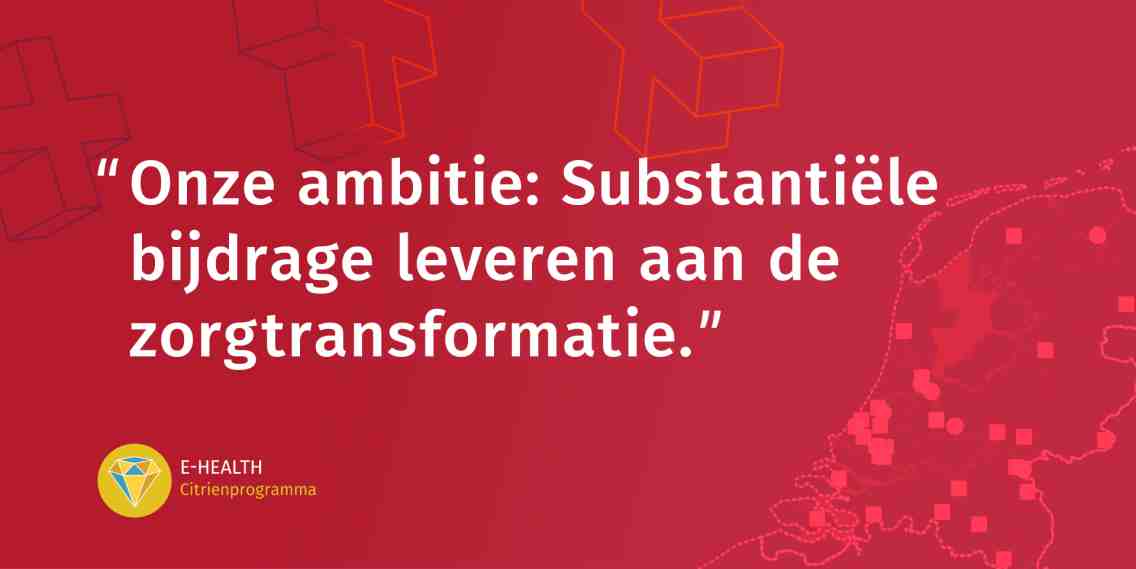 “Onze ambitie: Substantiële
bijdrage leveren aan de
zorgtransformatie.”
E-HEALTH
Citrienprogramma